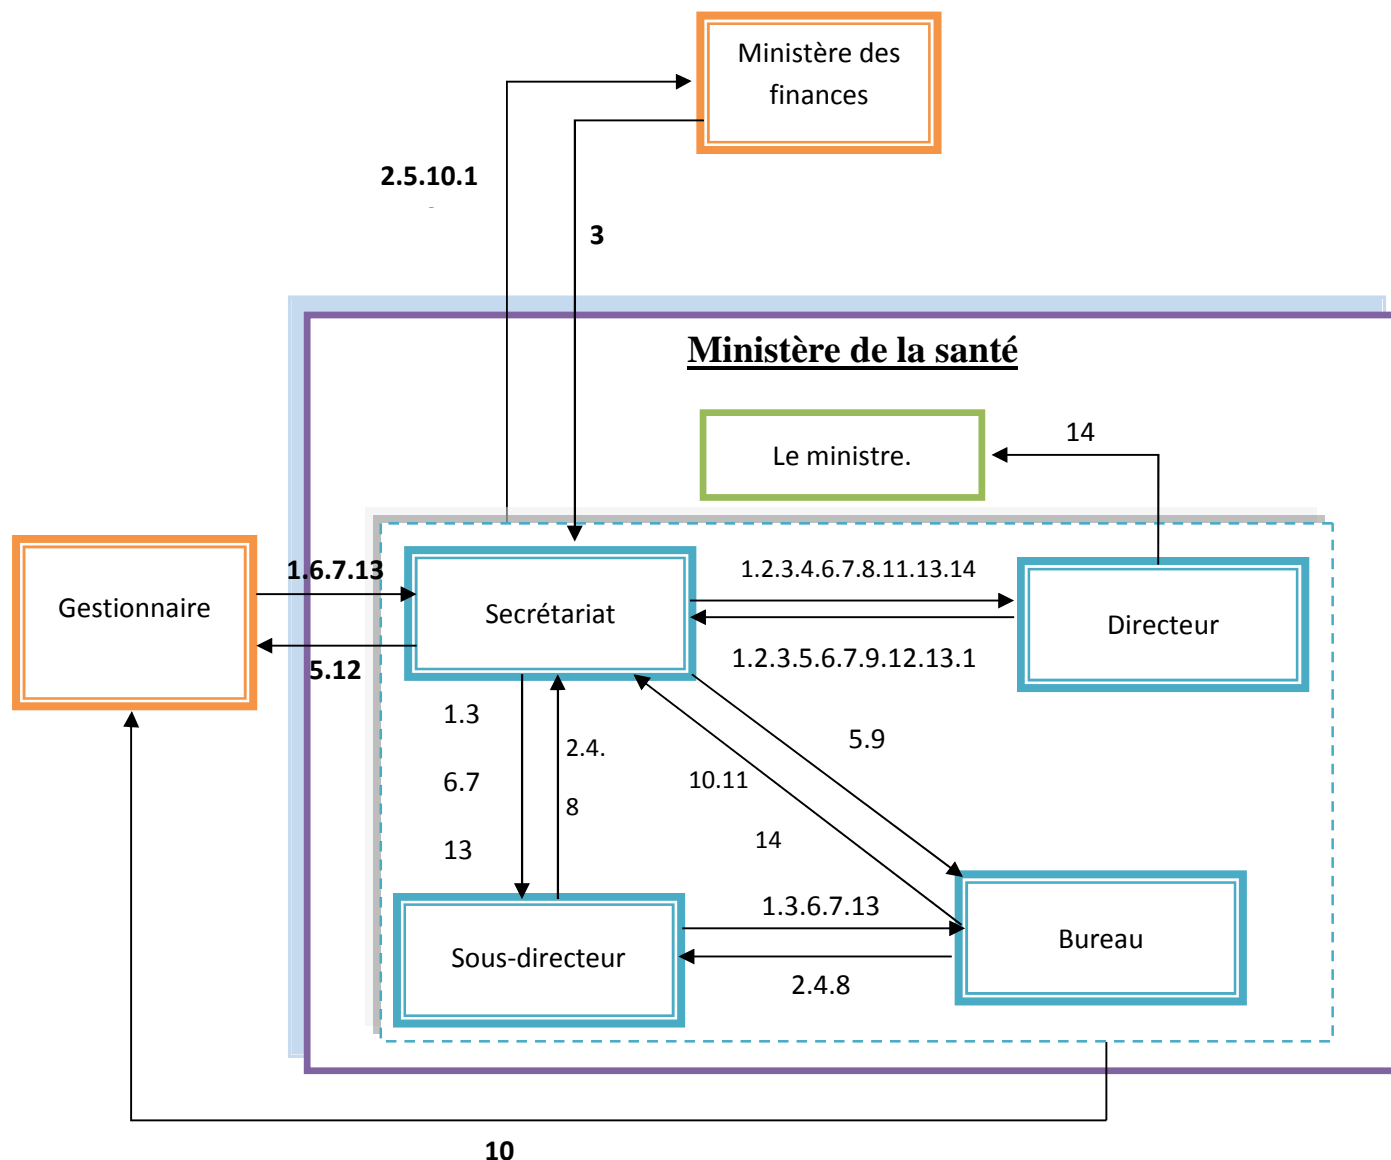 Ministère des
finances
2.5.10.1
3
Ministère de la santé
Le ministre.
14
Gestionnaire
1.6.7.13
5.12
Secrétariat
1.2.3.4.6.7.8.11.13.14
1.2.3.5.6.7.9.12.13.1
Directeur
1.3
6.7
13
2.4.
8
10.11
14
5.9
Sous-directeur
1.3.6.7.13
2.4.8
Bureau
10